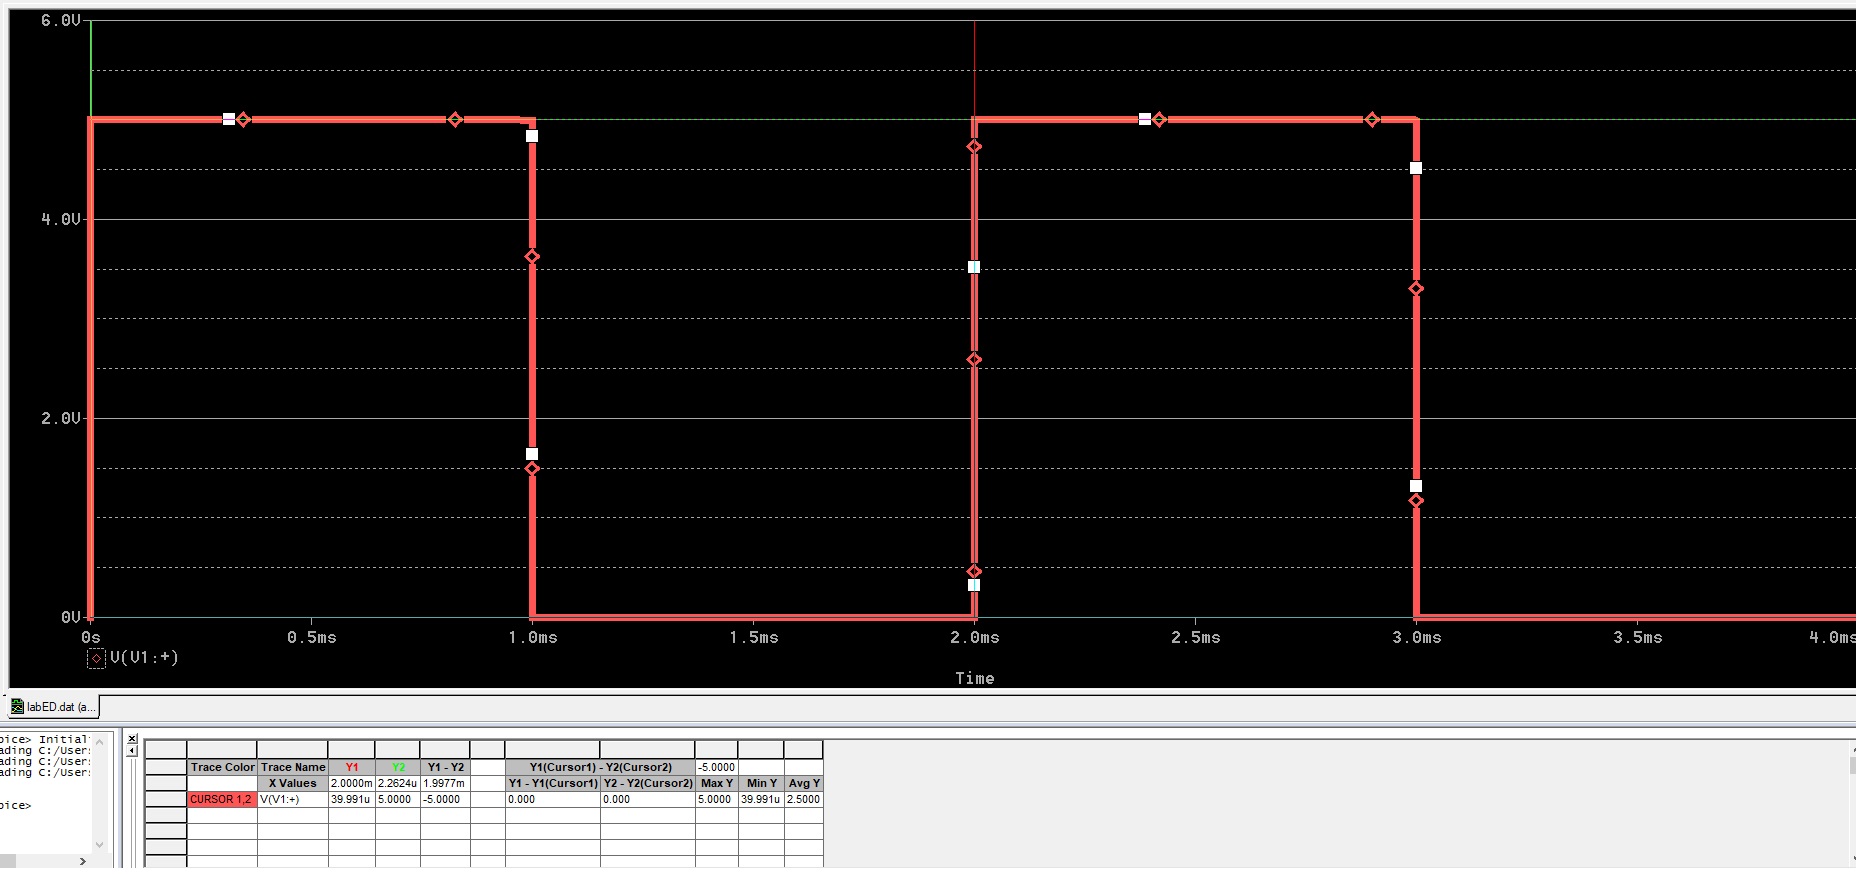 6.0V
4.0V
2.0V
0V
0s 0.5ms 1.0ms 1.5ms 2.0ms 2.5ms 3.0ms 3.5ms 4.0ms
V(V1:+)
Time
labED.dat (a...
pice> Initial
ading C:/User:
ading C:/User:
ading C:/User:
pice>
Trace Color Trace Name Y1 Y2 Y1 - Y2 Y1(Cursor1) - Y2(Cursor2) -5.0000
X Values 2.0000m 2.2624u 1.9977m Y1 - Y1(Cursor1) Y2 - Y2(Cursor2) Max Y Min Y Avg Y
CURSOR 1,2 V(V1:+) 39.991u 5.0000 -5.0000 0.000 0.000 5.0000 39.991u 2.5000